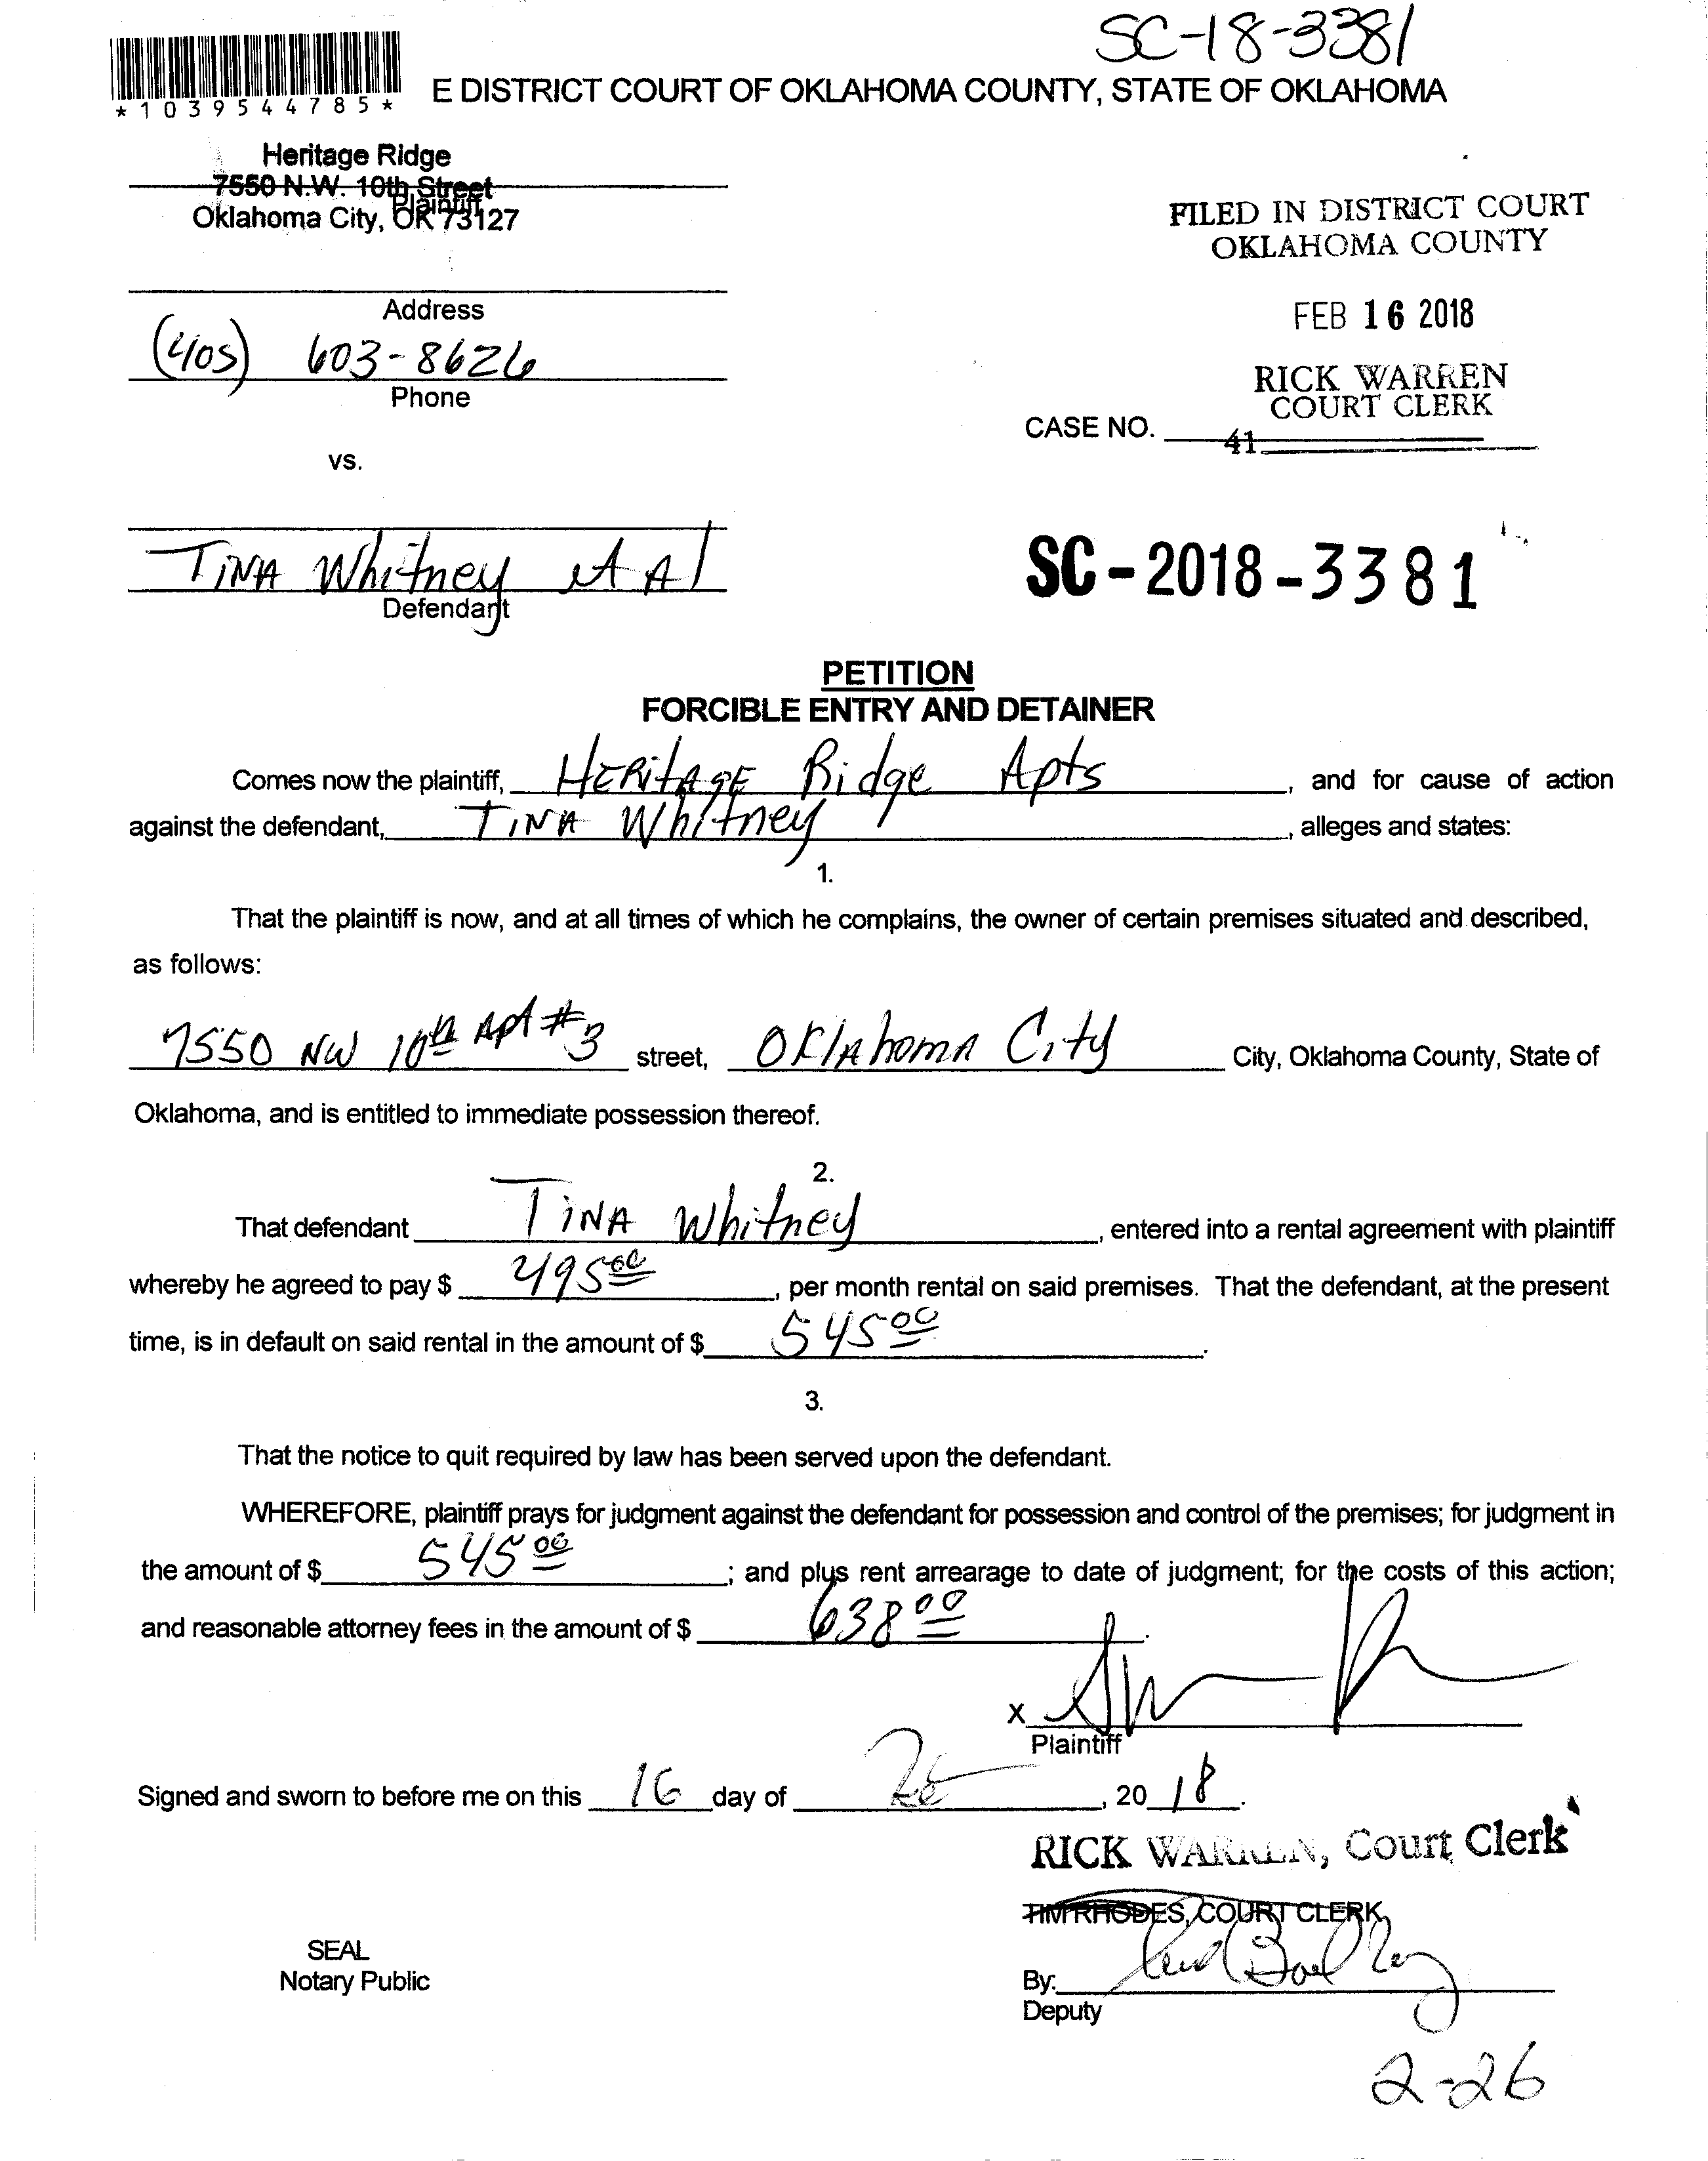 SC-18-3381
*1039544785*
E DISTRICT COURT OF OKLAHOMA COUNTY, STATE OF OKLAHOMA
Heritage Ridge
7550 N.W. 10th Street
Plaintiff
Oklahoma City, OK 73127
FILED IN DISTRICT COURT
OKLAHOMA COUNTY
Address
FEB 16 2018
(405) 603-8626
Phone
RICK WARREN
COURT CLERK
CASE NO.
41
vs.
TINA Whitney et Al
Defendant
SC-2018-3381
PETITION
FORCIBLE ENTRY AND DETAINER
Comes now the plaintiff, HERitAGE Ridge Apts, and for cause of action
against the defendant, TINA Whitney, alleges and states:
1.
That the plaintiff is now, and at all times of which he complains, the owner of certain premises situated and described,
as follows:
7550 NW 10th Apt #3 street, OklAhomA City City, Oklahoma County, State of
Oklahoma, and is entitled to immediate possession thereof.
2.
That defendant TiNA Whitney, entered into a rental agreement with plaintiff
whereby he agreed to pay $ 495 00, per month rental on said premises. That the defendant, at the present
time, is in default on said rental in the amount of $ 545 00.
3.
That the notice to quit required by law has been served upon the defendant.
WHEREFORE, plaintiff prays for judgment against the defendant for possession and control of the premises; for judgment in
the amount of $ 545 00; and plus rent arrearage to date of judgment; for the costs of this action;
and reasonable attorney fees in the amount of $ 638 00.
X
Plaintiff
Signed and sworn to before me on this 16 day of , 20 18.
RICK WARREN, Court Clerk
TIM RHODES, COURT CLERK
SEAL
Notary Public
By:
Deputy
2-26